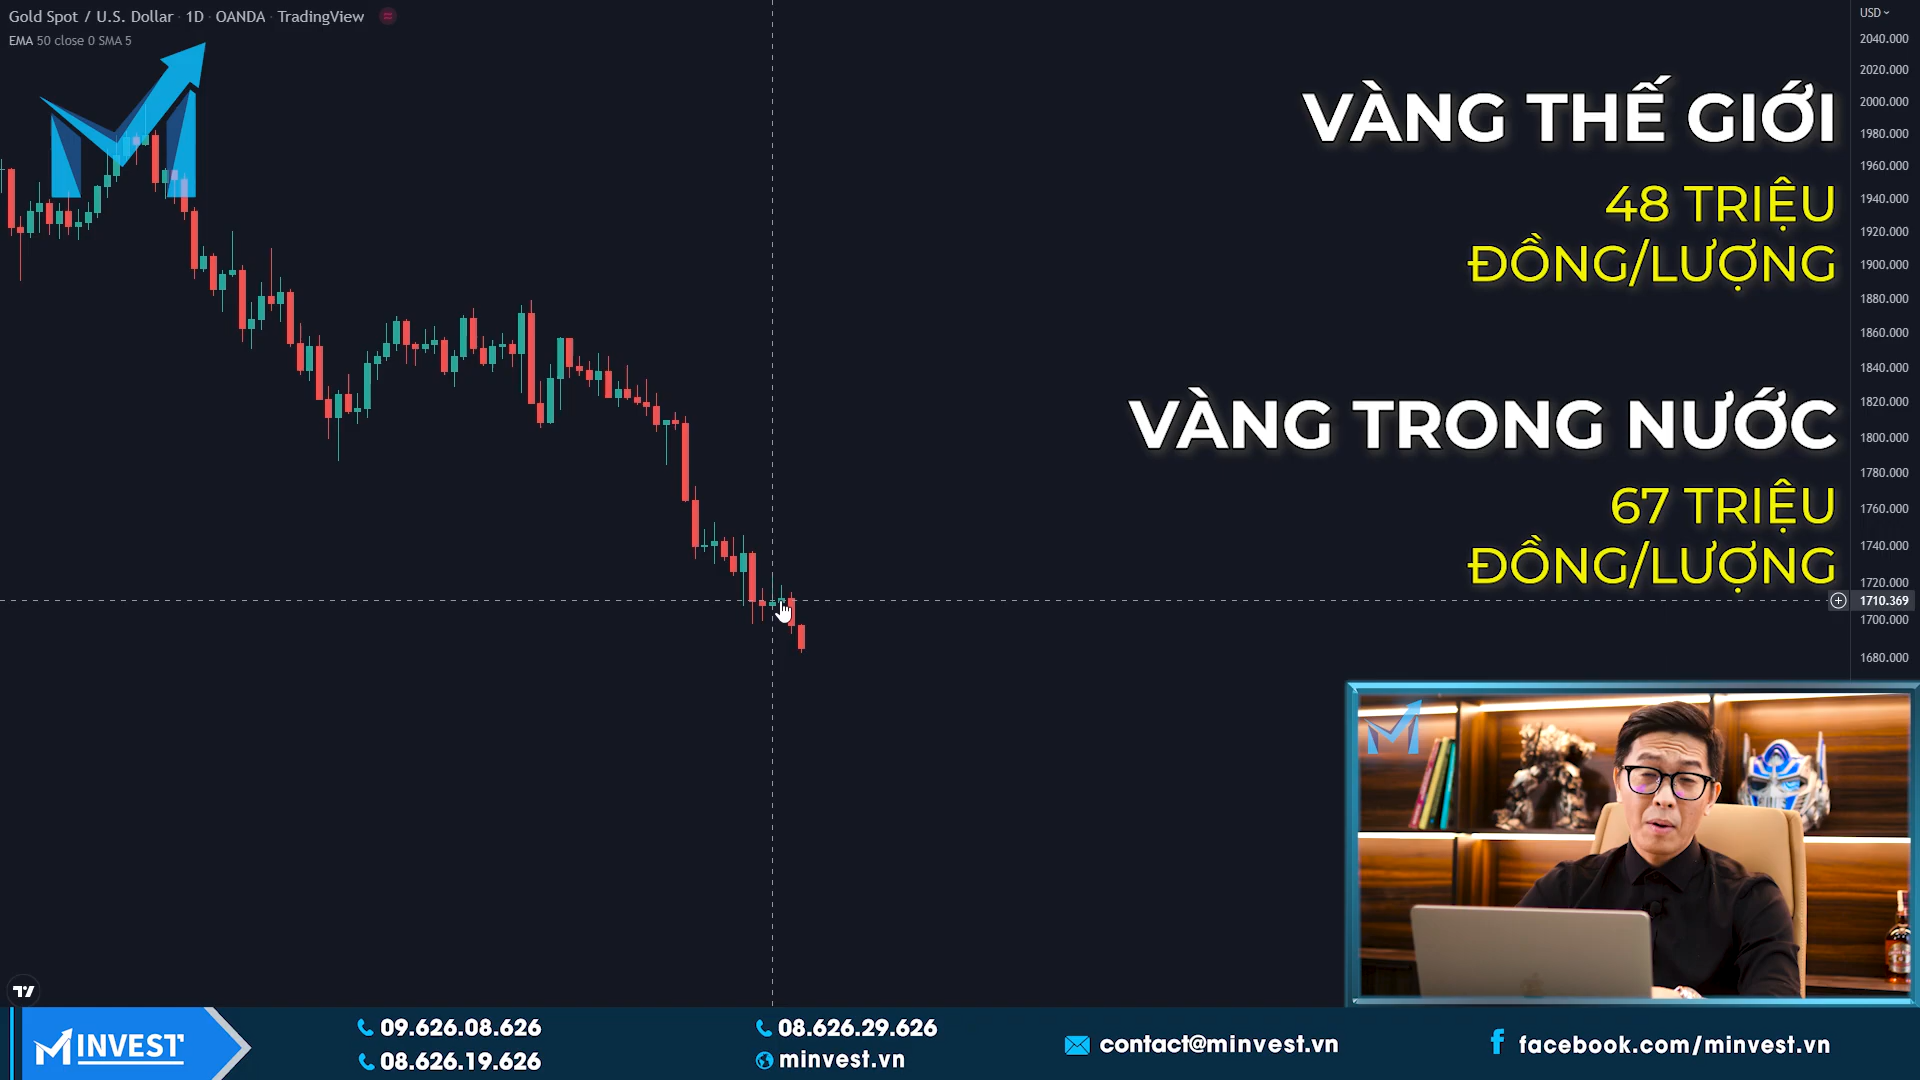 Gold Spot / U.S. Dollar · 1D · OANDA · TradingView
EMA 50 close 0 SMA 5
USD
2040.000
2020.000
2000.000
1980.000
1960.000
1940.000
1920.000
1900.000
1880.000
1860.000
1840.000
1820.000
1800.000
1780.000
1760.000
1740.000
1720.000
1710.369
1700.000
1680.000
VÀNG THẾ GIỚI
48 TRIỆU
ĐỒNG/LƯỢNG
VÀNG TRONG NƯỚC
67 TRIỆU
ĐỒNG/LƯỢNG
MINVEST
09.626.08.626
08.626.19.626
08.626.29.626
minvest.vn
contact@minvest.vn
facebook.com/minvest.vn